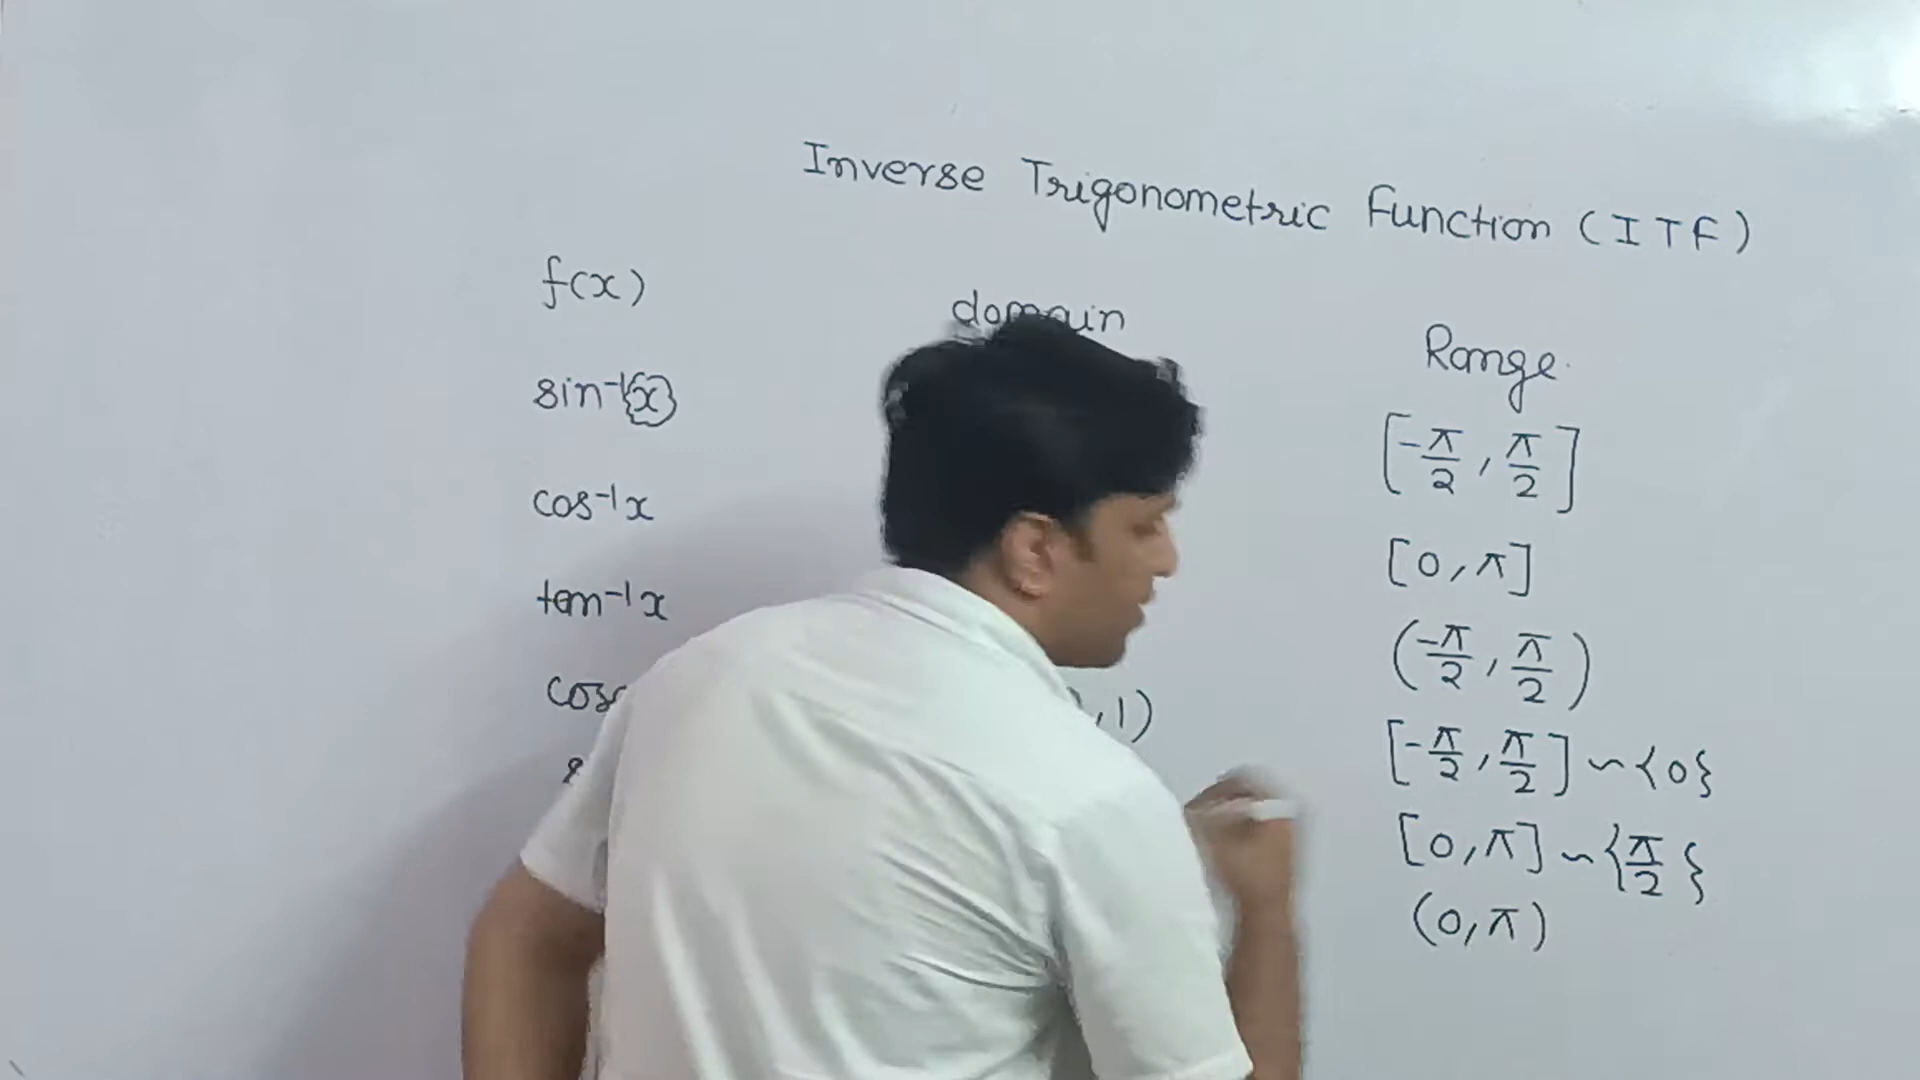 Inverse Trigonometric Function (ITF)
f(x) domain Range
sin⁻¹(x) [-π/2, π/2]
cos⁻¹x [0, π]
tan⁻¹x (-π/2, π/2)
,1) [-π/2, π/2] ~ {0}
[0, π] ~ {π/2}
(0, π)